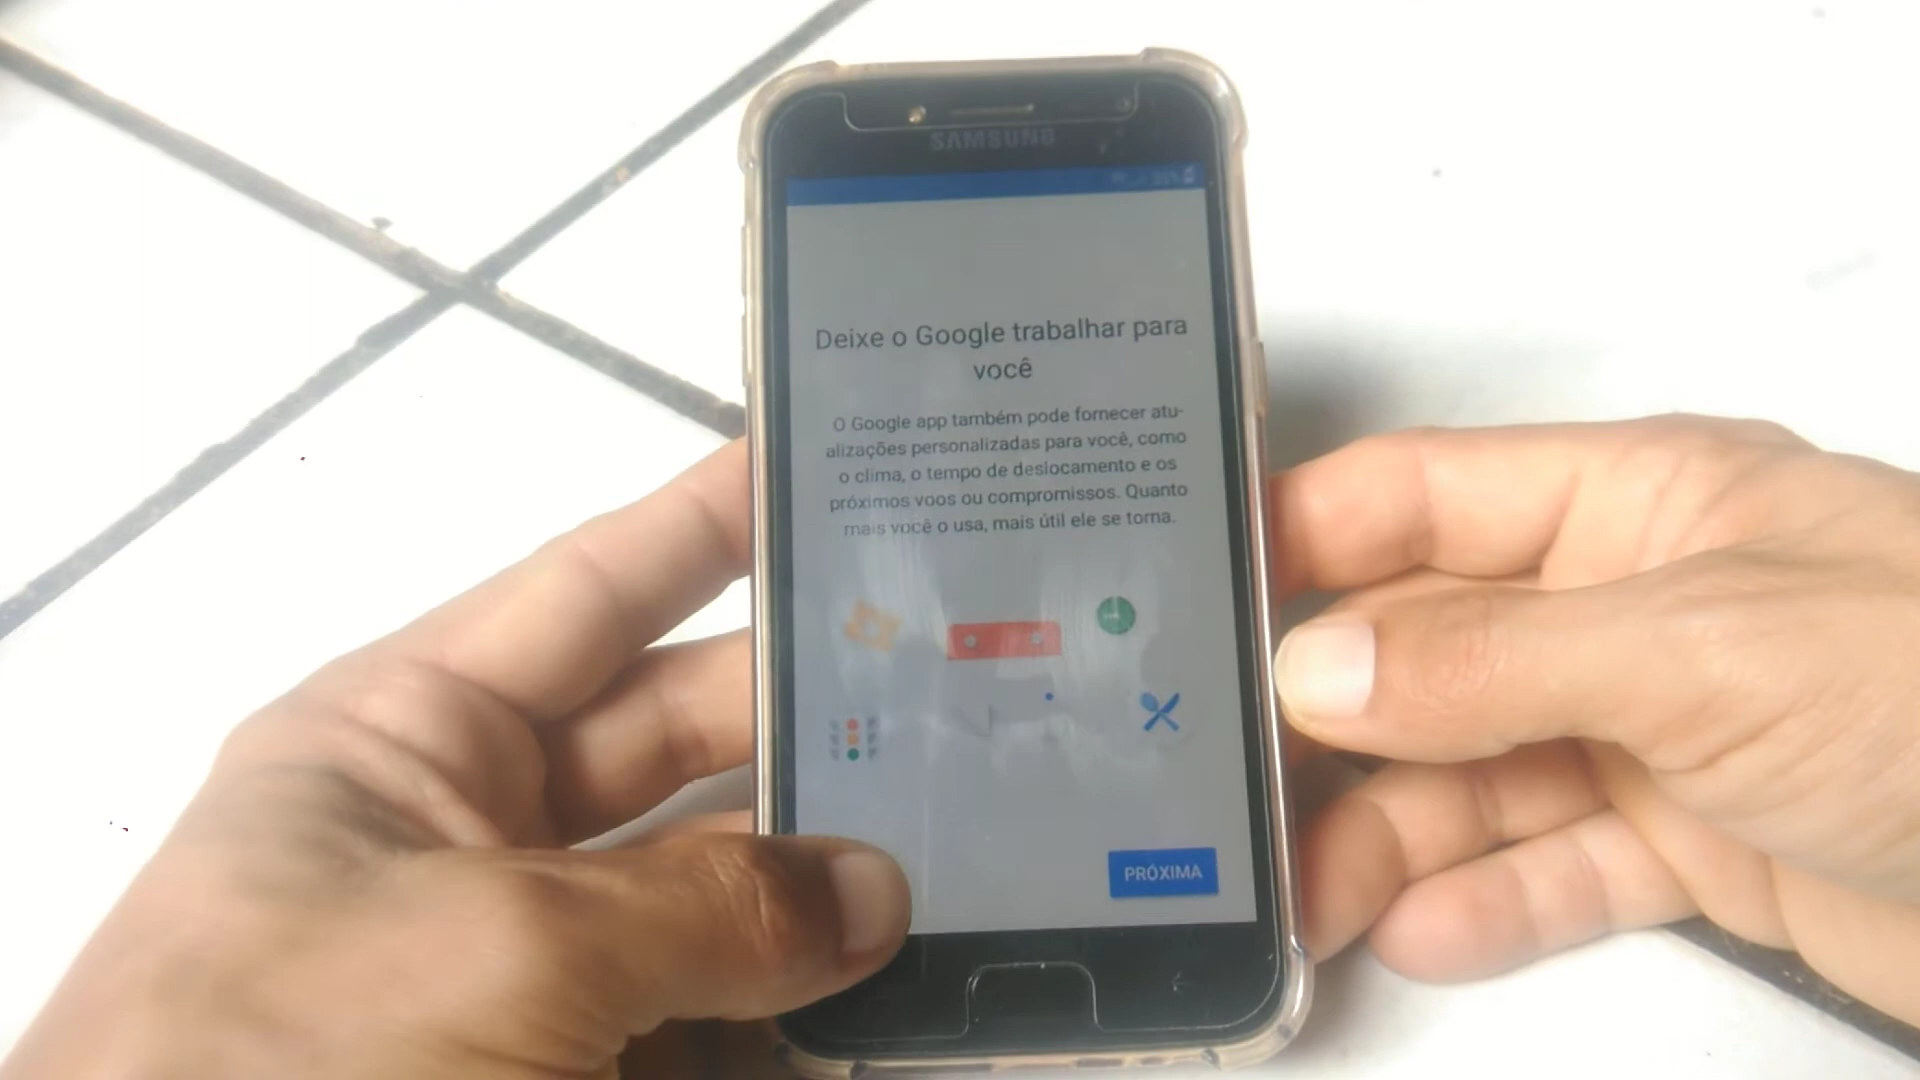 SAMSUNG
Deixe o Google trabalhar para
você
O Google app também pode fornecer atu-
alizações personalizadas para você, como
o clima, o tempo de deslocamento e os
próximos voos ou compromissos. Quanto
mais você o usa, mais útil ele se torna.
PRÓXIMA